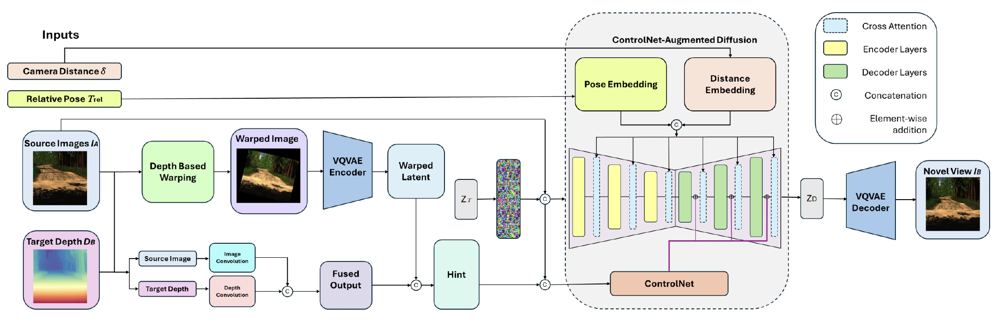 Inputs
Camera Distance δ
Relative Pose Trel
Source Images IA
Target Depth DB
Depth Based
Warping
Warped Image
VQVAE
Encoder
Warped
Latent
Source Image
Target Depth
Image
Convolution
Depth
Convolution
C
Fused
Output
C
Hint
Z𝒯
C
C
ControlNet-Augmented Diffusion
Pose Embedding
Distance
Embedding
C
ControlNet
ZD
VQVAE
Decoder
Novel View IB
Cross Attention
Encoder Layers
Decoder Layers
C
Concatenation
Element-wise
addition